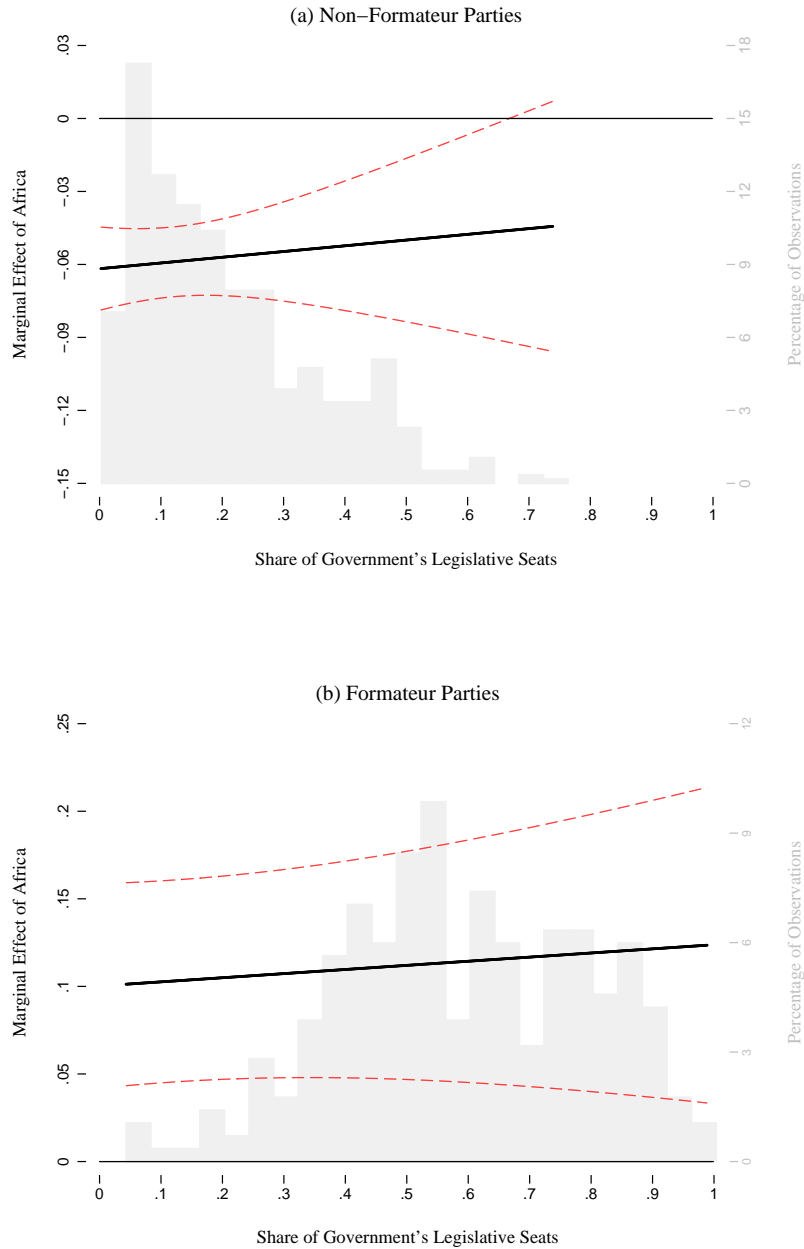 (a) Non−Formateur Parties
Marginal Effect of Africa
.03
0
−.03
−.06
−.09
−.12
−.15
Percentage of Observations
18
15
12
9
6
3
0
0 .1 .2 .3 .4 .5 .6 .7 .8 .9 1
Share of Government's Legislative Seats
(b) Formateur Parties
Marginal Effect of Africa
.25
.2
.15
.1
.05
0
Percentage of Observations
12
9
6
3
0
0 .1 .2 .3 .4 .5 .6 .7 .8 .9 1
Share of Government's Legislative Seats